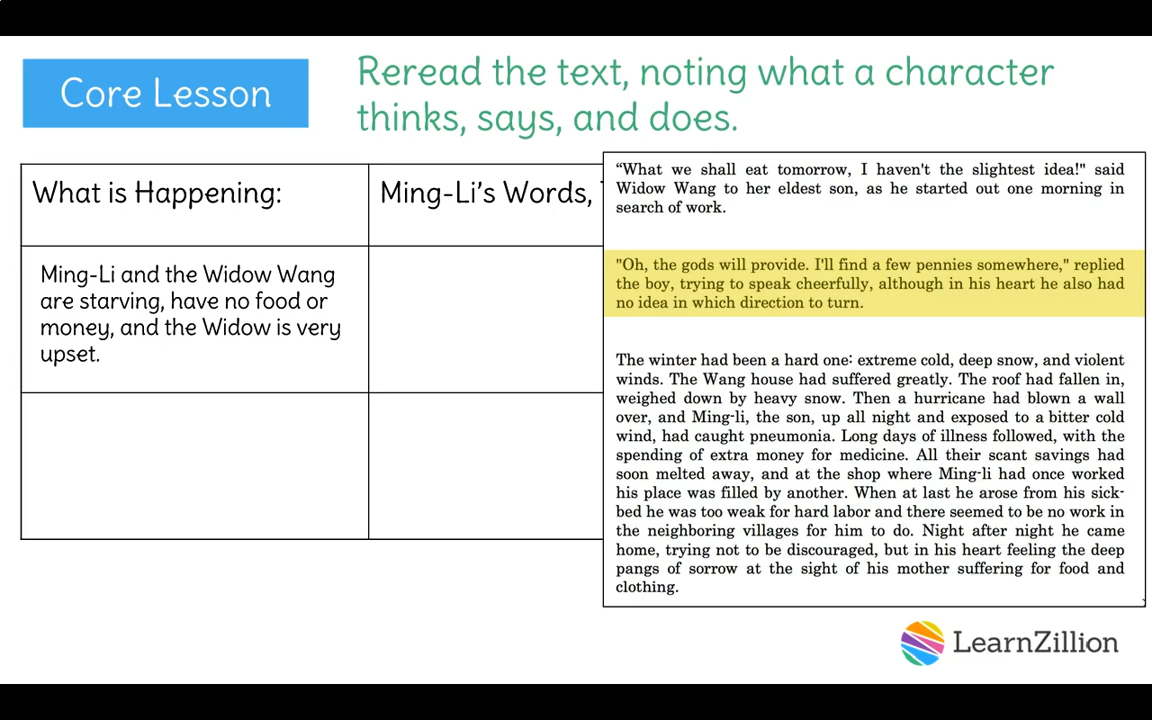 Core Lesson
Reread the text, noting what a character
thinks, says, and does.
What is Happening:
Ming-Li's Words,
Ming-Li and the Widow Wang
are starving, have no food or
money, and the Widow is very
upset.
“What we shall eat tomorrow, I haven't the slightest idea!" said
Widow Wang to her eldest son, as he started out one morning in
search of work.
"Oh, the gods will provide. I'll find a few pennies somewhere," replied
the boy, trying to speak cheerfully, although in his heart he also had
no idea in which direction to turn.
The winter had been a hard one: extreme cold, deep snow, and violent
winds. The Wang house had suffered greatly. The roof had fallen in,
weighed down by heavy snow. Then a hurricane had blown a wall
over, and Ming-li, the son, up all night and exposed to a bitter cold
wind, had caught pneumonia. Long days of illness followed, with the
spending of extra money for medicine. All their scant savings had
soon melted away, and at the shop where Ming-li had once worked
his place was filled by another. When at last he arose from his sick-
bed he was too weak for hard labor and there seemed to be no work in
the neighboring villages for him to do. Night after night he came
home, trying not to be discouraged, but in his heart feeling the deep
pangs of sorrow at the sight of his mother suffering for food and
clothing.
LearnZillion